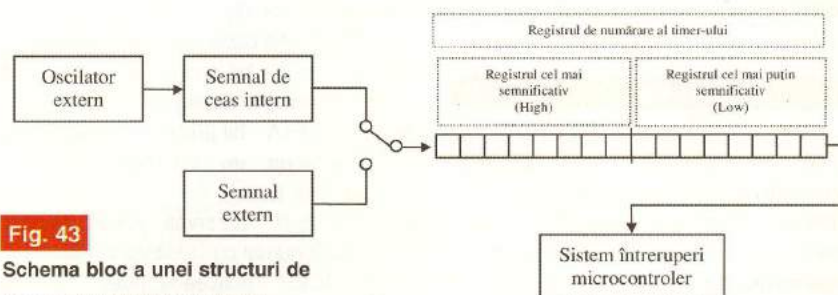 Registrul de numărare al timer-ului
Oscilator
extern
Semnal de
ceas intern
Registrul cel mai
semnificativ
(High)
Registrul cel mai puțin
semnificativ
(Low)
Semnal
extern
Fig. 43
Schema bloc a unei structuri de
Sistem întreruperi
microcontroler